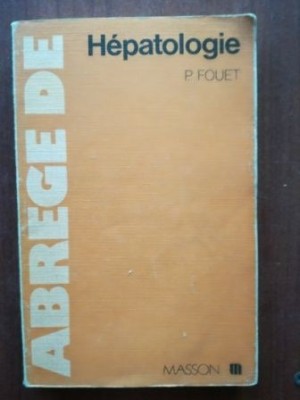 ABREGE DE
Hépatologie
P. FOUET
MASSON